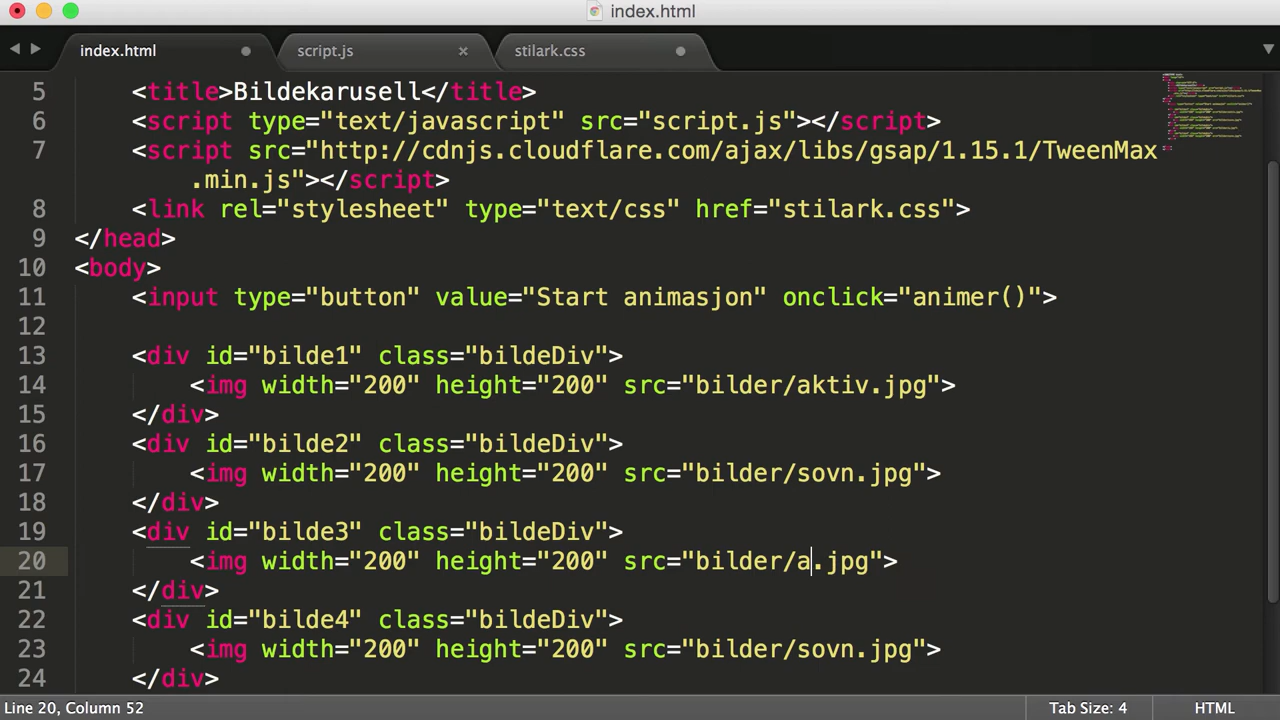 index.html
index.html
script.js
stilark.css
5 <title>Bildekarusell</title>
6 <script type="text/javascript" src="script.js"></script>
7 <script src="http://cdnjs.cloudflare.com/ajax/libs/gsap/1.15.1/TweenMax
.min.js"></script>
8 <link rel="stylesheet" type="text/css" href="stilark.css">
9 </head>
10 <body>
11 <input type="button" value="Start animasjon" onclick="animer()">
12
13 <div id="bilde1" class="bildeDiv">
14 <img width="200" height="200" src="bilder/aktiv.jpg">
15 </div>
16 <div id="bilde2" class="bildeDiv">
17 <img width="200" height="200" src="bilder/sovn.jpg">
18 </div>
19 <div id="bilde3" class="bildeDiv">
20 <img width="200" height="200" src="bilder/a.jpg">
21 </div>
22 <div id="bilde4" class="bildeDiv">
23 <img width="200" height="200" src="bilder/sovn.jpg">
24 </div>
Line 20, Column 52
Tab Size: 4
HTML